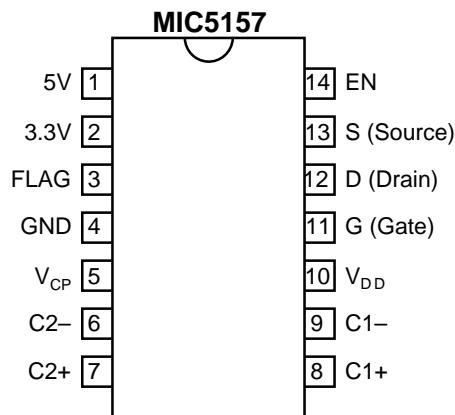 MIC5157
5V 1 14 EN
3.3V 2 13 S (Source)
FLAG 3 12 D (Drain)
GND 4 11 G (Gate)
VCP 5 10 VDD
C2– 6 9 C1–
C2+ 7 8 C1+